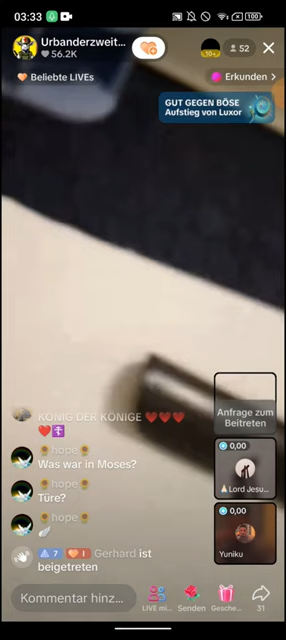 03:33
100
Urbanderzweit...
56.2K
10+
52
Beliebte LIVEs
Erkunden >
GUT GEGEN BÖSE
Aufstieg von Luxor
KÖNIG DER KÖNIGE ❤️❤️❤️
❤️☦️
🌻hope🌻
Was war in Moses?
🌻hope🌻
Türe?
🌻hope🌻
🪽
7 1 Gerhard ist
beigetreten
Anfrage zum
Beitreten
0,00
Lord Jesu...
0,00
Yuniku
Kommentar hinz...
LIVE mi...
Senden
Gesche...
31